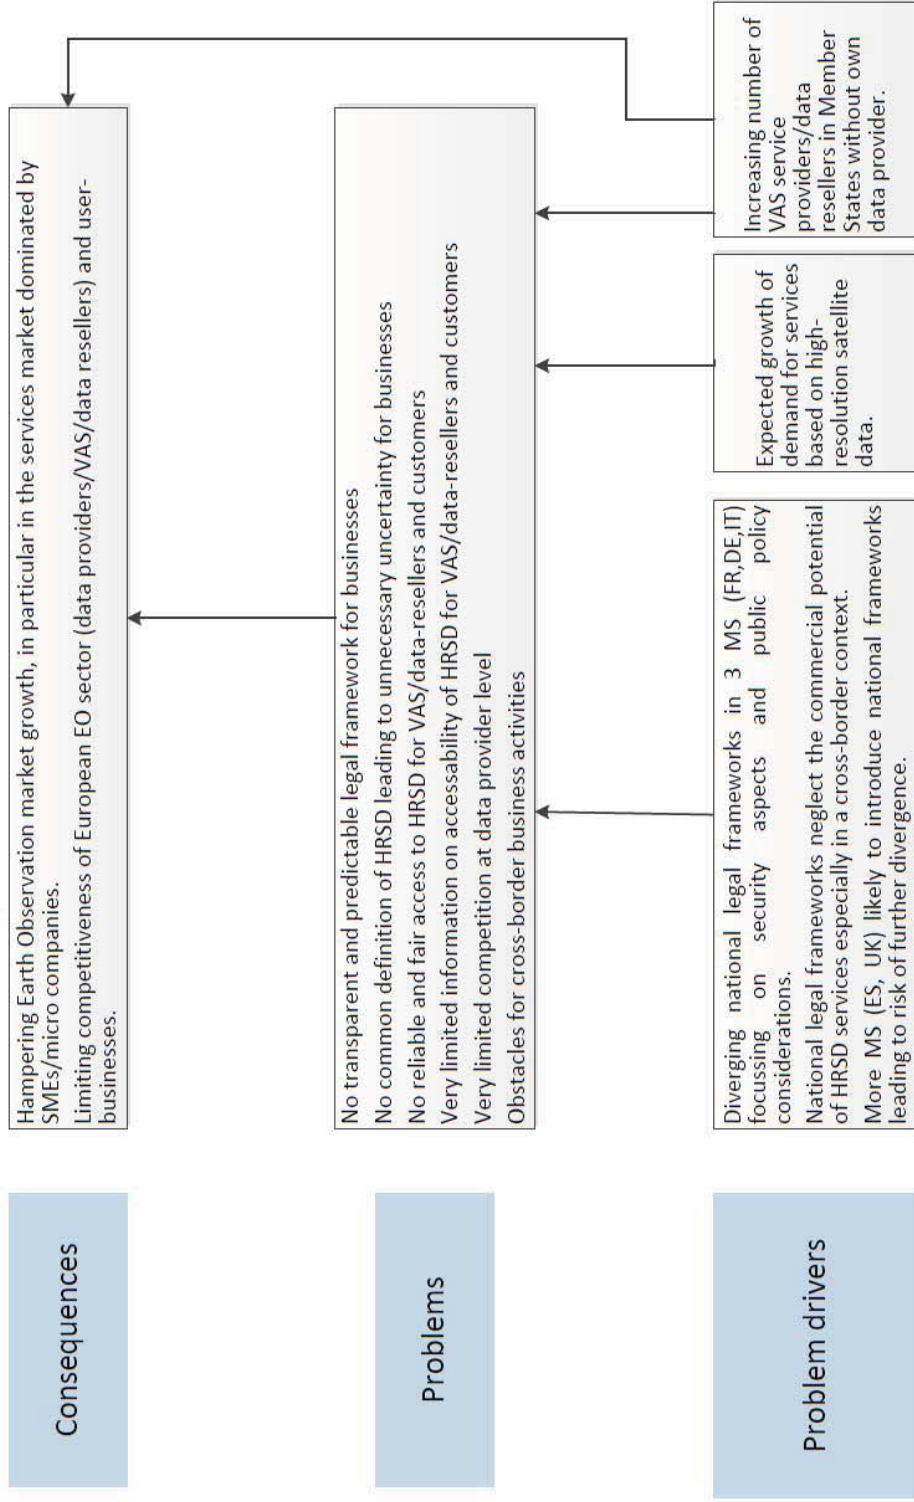 Consequences
Hampering Earth Observation market growth, in particular in the services market dominated by
SMEs/micro companies.
Limiting competitiveness of European EO sector (data providers/VAS/data resellers) and user-
businesses.
Problems
No transparent and predictable legal framework for businesses
No common definition of HRSD leading to unnecessary uncertainty for businesses
No reliable and fair access to HRSD for VAS/data-resellers and customers
Very limited information on accessability of HRSD for VAS/data-resellers and customers
Very limited competition at data provider level
Obstacles for cross-border business activities
Problem drivers
Diverging national legal frameworks in 3 MS (FR,DE,IT)
focussing on security aspects and public policy
considerations.
National legal frameworks neglect the commercial potential
of HRSD services especially in a cross-border context.
More MS (ES, UK) likely to introduce national frameworks
leading to risk of further divergence.
Expected growth of
demand for services
based on high-
resolution satellite
data.
Increasing number of
VAS service
providers/data
resellers in Member
States without own
data provider.